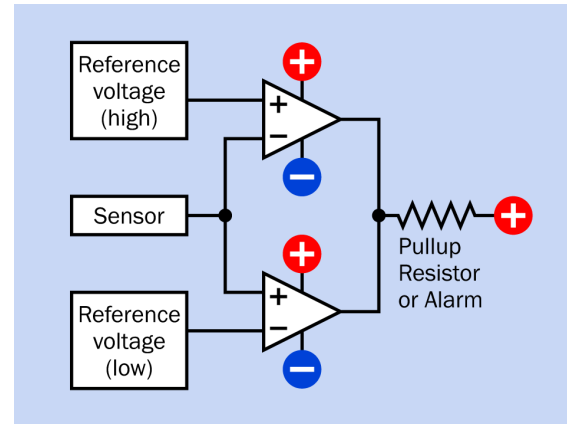 Reference
voltage
(high)
+
−
+
−
Sensor
+
Pullup
Resistor
or Alarm
+
+
−
−
Reference
voltage
(low)